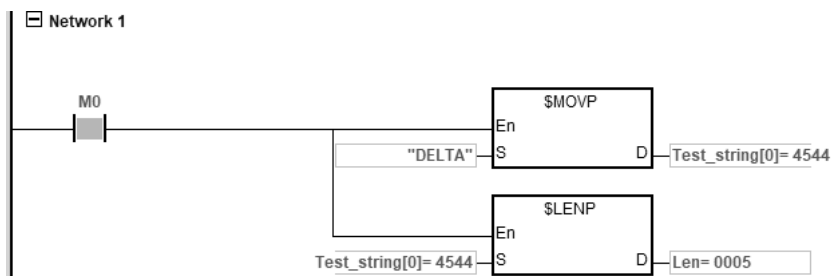 Network 1
M0
$MOVP
En
"DELTA" S D Test_string[0]= 4544
$LENP
En
Test_string[0]= 4544 S D Len= 0005